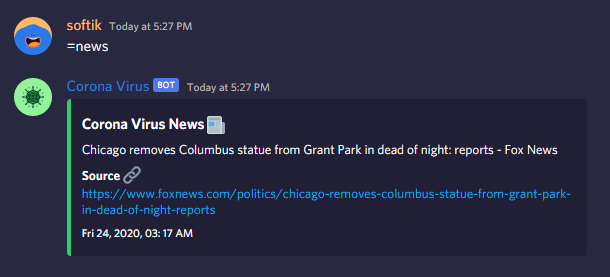 softik Today at 5:27 PM
=news
Corona Virus BOT Today at 5:27 PM
Corona Virus News
Chicago removes Columbus statue from Grant Park in dead of night: reports - Fox News
Source
https://www.foxnews.com/politics/chicago-removes-columbus-statue-from-grant-park-
in-dead-of-night-reports
Fri 24, 2020, 03: 17 AM